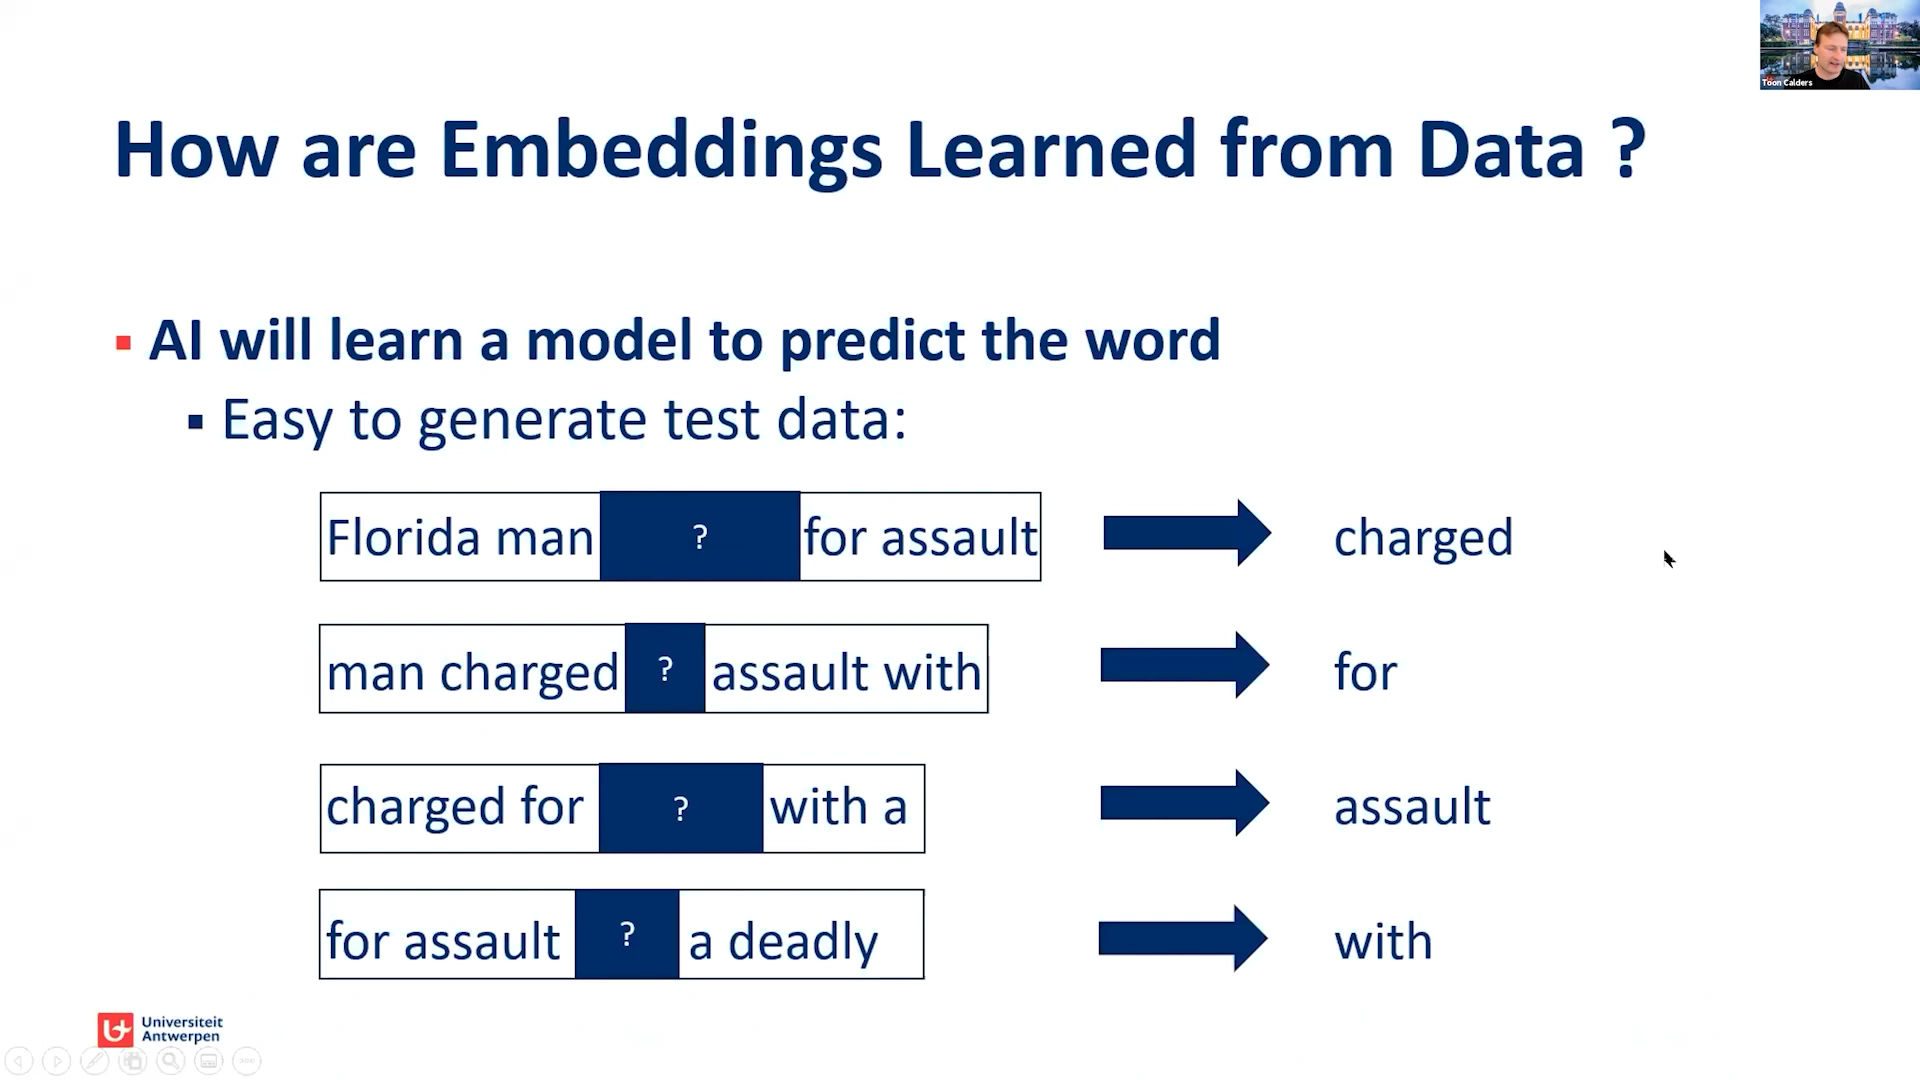 Toon Calders
How are Embeddings Learned from Data ?
AI will learn a model to predict the word
Easy to generate test data:
Florida man ? for assault charged
man charged ? assault with for
charged for ? with a assault
for assault ? a deadly with
Universiteit
Antwerpen